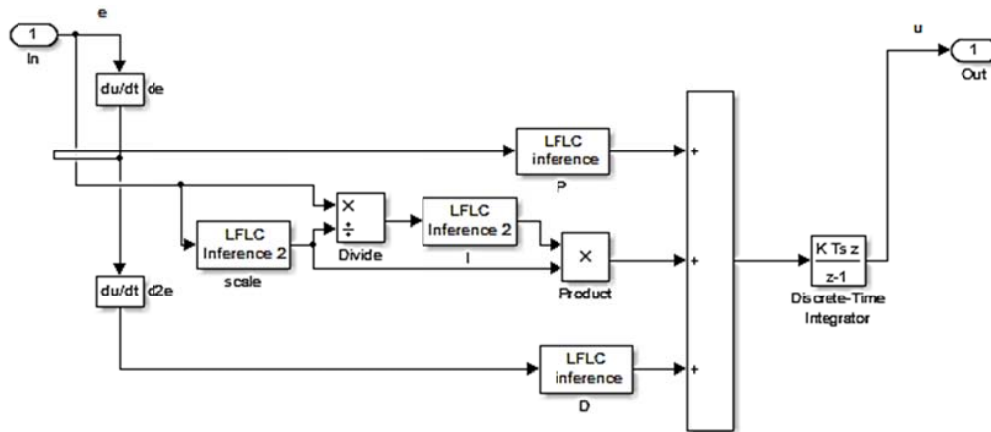 e
1
In
du/dt de
LFLC
inference
P
LFLC
Inference 2
scale
×
÷
Divide
LFLC
Inference 2
I
×
Product
du/dt d2e
LFLC
inference
D
+
+
+
K Ts z
z-1
Discrete-Time
Integrator
u
1
Out